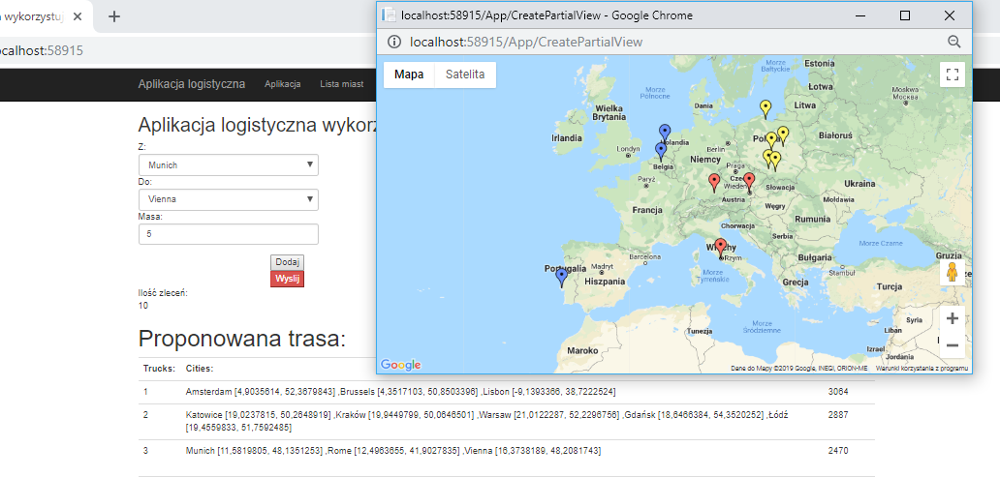 wykorzystuj
localhost:58915/App/CreatePartialView - Google Chrome
localhost:58915/App/CreatePartialView
localhost:58915
Aplikacja logistyczna
Aplikacja
Lista miast
Aplikacja logistyczna wykorz
Z:
Munich
Do:
Vienna
Masa:
5
Dodaj
Wyslij
Ilość zleceń:
10
Mapa
Satelita
Morze
Bałtyckie
Estonia
Łotwa
Moskwa
Москва
Morze
Północne
Dania
Litwa
Wielka
Brytania
Irlandia
Białoruś
Londyn
Berlin
Niemcy
Belgia
Praga
Paryż
Wiedeń
Słowacja
Ukraina
Austria
Węgry
Mołdawia
Francja
Rumunia
Chorwacja
Serbia
Morze Czarne
Włochy
Barcelona
Rzym
Bułgaria
Gruzja
Portugalia
Madryt
Hiszpania
Morze
Tyrreńskie
Stambuł
Grecja
Turcja
Tunezja
Morze
Śródziemne
Syria
Liban
Maroko
Izrael
Jordania
Google
Dane do Mapy ©2019 Google, INEGI, ORION-ME
Warunki korzystania z programu
Proponowana trasa:
Trucks: Cities:
1 Amsterdam [4,9035614, 52,3679843] ,Brussels [4,3517103, 50,8503396] ,Lisbon [-9,1393366, 38,7222524] 3064
2 Katowice [19,0237815, 50,2648919] ,Kraków [19,9449799, 50,0646501] ,Warsaw [21,0122287, 52,2296756] ,Gdańsk [18,6466384, 54,3520252] ,Łódź 2887
[19,4559833, 51,7592485]
3 Munich [11,5819805, 48,1351253] ,Rome [12,4963655, 41,9027835] ,Vienna [16,3738189, 48,2081743] 2470